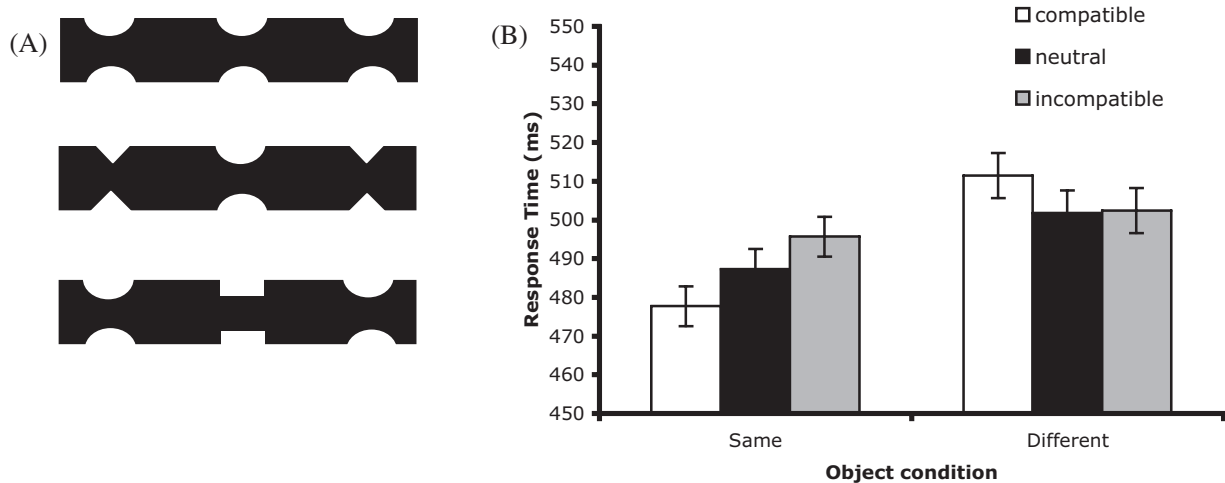 (A)
(B)
compatible
neutral
incompatible
Response Time (ms)
550
540
530
520
510
500
490
480
470
460
450
Same
Different
Object condition